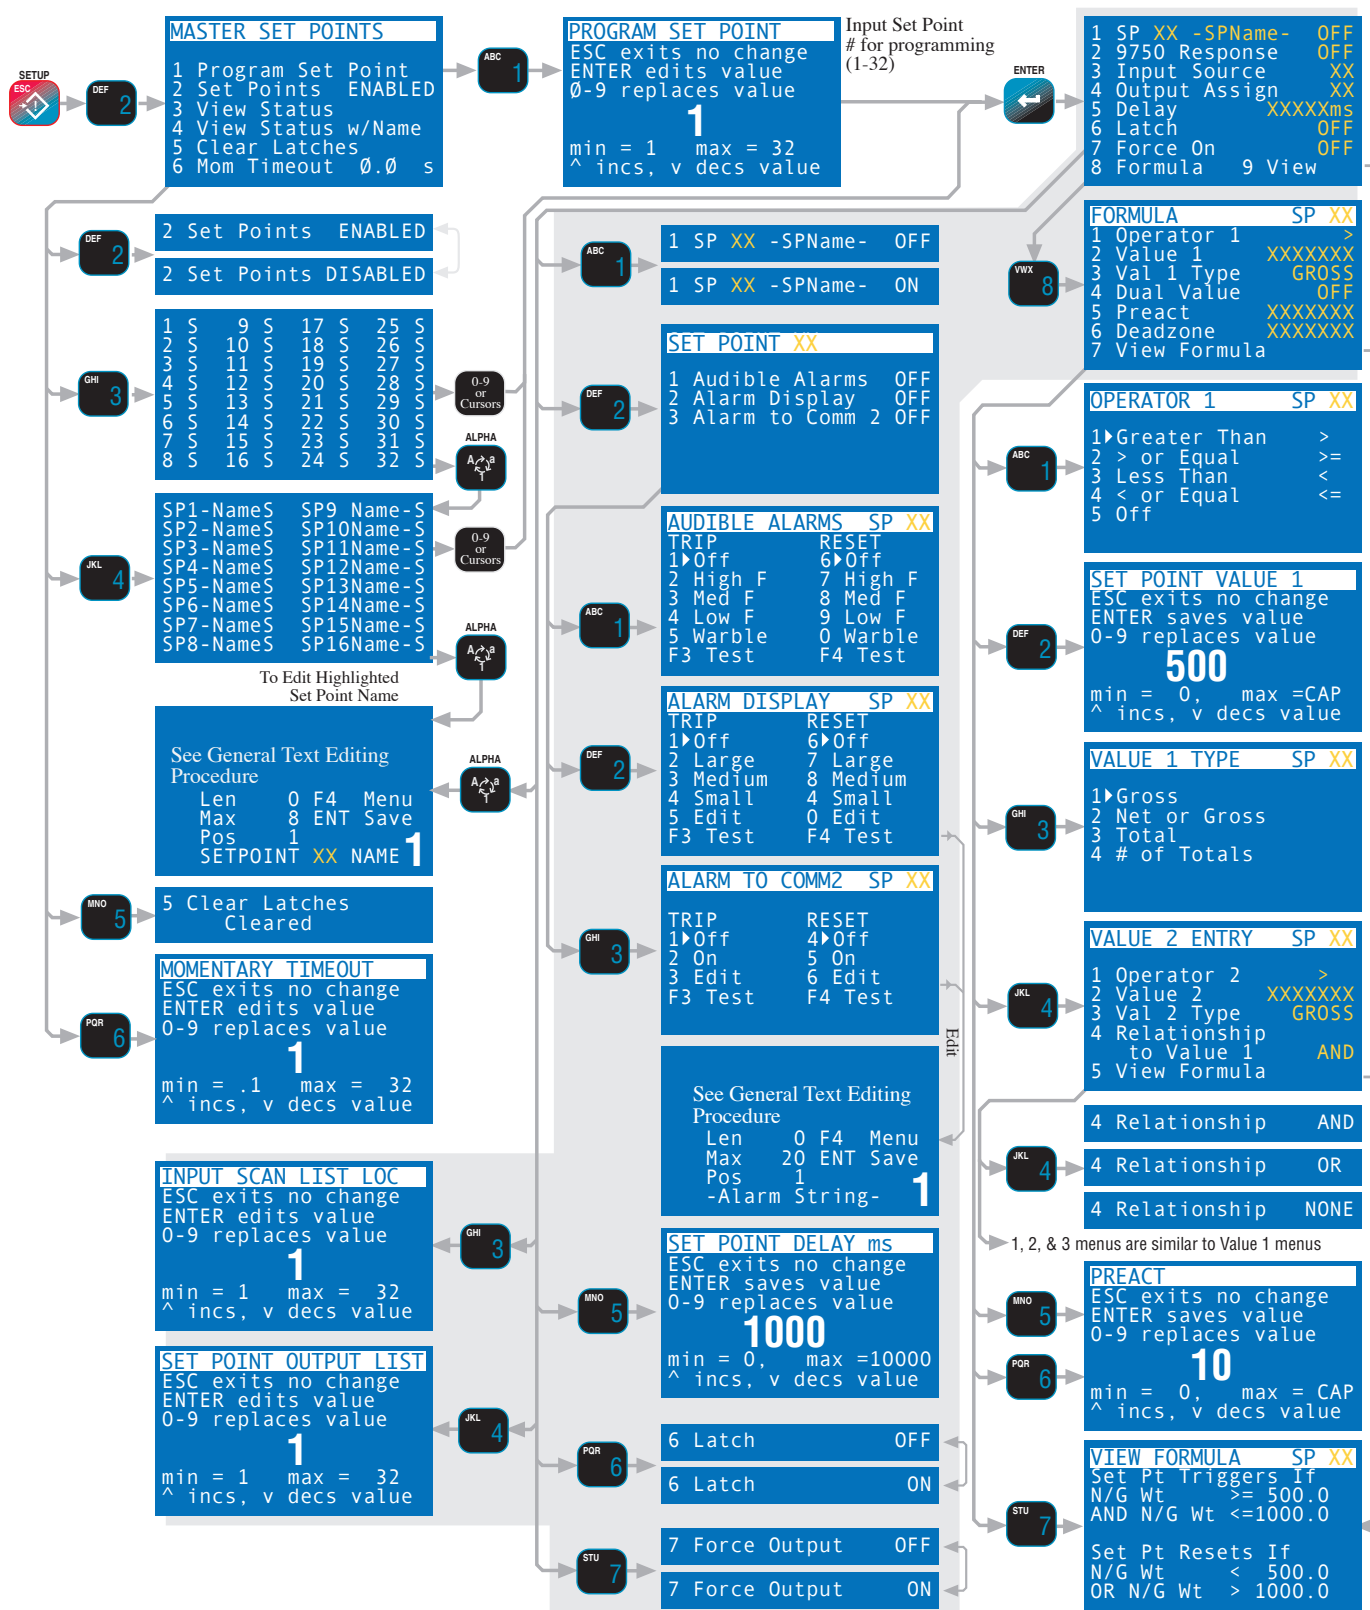 SETUP
ESC
DEF 2
MASTER SET POINTS
1 Program Set Point
2 Set Points ENABLED
3 View Status
4 View Status w/Name
5 Clear Latches
6 Mom Timeout Ø.Ø s
ABC 1
PROGRAM SET POINT
ESC exits no change
ENTER edits value
Ø-9 replaces value
1
min = 1 max = 32
^ incs, v decs value
Input Set Point
# for programming
(1-32)
ENTER
1 SP XX -SPName- OFF
2 9750 Response OFF
3 Input Source XX
4 Output Assign XX
5 Delay XXXXXms
6 Latch OFF
7 Force On OFF
8 Formula 9 View
DEF 2
2 Set Points ENABLED
2 Set Points DISABLED
GHI 3
1 S 9 S 17 S 25 S
2 S 10 S 18 S 26 S
3 S 11 S 19 S 27 S
4 S 12 S 20 S 28 S
5 S 13 S 21 S 29 S
6 S 14 S 22 S 30 S
7 S 15 S 23 S 31 S
8 S 16 S 24 S 32 S
0-9
or
Cursors
ALPHA
A a
T
JKL 4
SP1-NameS SP9 Name-S
SP2-NameS SP10Name-S
SP3-NameS SP11Name-S
SP4-NameS SP12Name-S
SP5-NameS SP13Name-S
SP6-NameS SP14Name-S
SP7-NameS SP15Name-S
SP8-NameS SP16Name-S
0-9
or
Cursors
ALPHA
A a
T
To Edit Highlighted
Set Point Name
See General Text Editing
Procedure
Len 0 F4 Menu
Max 8 ENT Save
Pos 1
SETPOINT XX NAME 1
ALPHA
A a
T
MNO 5
5 Clear Latches
Cleared
PQR 6
MOMENTARY TIMEOUT
ESC exits no change
ENTER edits value
0-9 replaces value
1
min = .1 max = 32
^ incs, v decs value
INPUT SCAN LIST LOC
ESC exits no change
ENTER edits value
0-9 replaces value
1
min = 1 max = 32
^ incs, v decs value
GHI 3
SET POINT OUTPUT LIST
ESC exits no change
ENTER edits value
0-9 replaces value
1
min = 1 max = 32
^ incs, v decs value
JKL 4
ABC 1
1 SP XX -SPName- OFF
1 SP XX -SPName- ON
DEF 2
SET POINT XX
1 Audible Alarms OFF
2 Alarm Display OFF
3 Alarm to Comm 2 OFF
ABC 1
AUDIBLE ALARMS SP XX
TRIP RESET
1 Off 6 Off
2 High F 7 High F
3 Med F 8 Med F
4 Low F 9 Low F
5 Warble 0 Warble
F3 Test F4 Test
DEF 2
ALARM DISPLAY SP XX
TRIP RESET
1 Off 6 Off
2 Large 7 Large
3 Medium 8 Medium
4 Small 4 Small
5 Edit 0 Edit
F3 Test F4 Test
GHI 3
ALARM TO COMM2 SP XX
TRIP RESET
1 Off 4 Off
2 On 5 On
3 Edit 6 Edit
F3 Test F4 Test
Edit
See General Text Editing
Procedure
Len 0 F4 Menu
Max 20 ENT Save
Pos 1
-Alarm String- 1
MNO 5
SET POINT DELAY ms
ESC exits no change
ENTER saves value
0-9 replaces value
1000
min = 0, max =10000
^ incs, v decs value
PQR 6
6 Latch OFF
6 Latch ON
STU 7
7 Force Output OFF
7 Force Output ON
VWX 8
FORMULA SP XX
1 Operator 1 >
2 Value 1 XXXXXXX
3 Val 1 Type GROSS
4 Dual Value OFF
5 Preact XXXXXXX
6 Deadzone XXXXXXX
7 View Formula
ABC 1
OPERATOR 1 SP XX
1 Greater Than >
2 > or Equal >=
3 Less Than <
4 < or Equal <=
5 Off
DEF 2
SET POINT VALUE 1
ESC exits no change
ENTER saves value
0-9 replaces value
500
min = 0, max =CAP
^ incs, v decs value
GHI 3
VALUE 1 TYPE SP XX
1 Gross
2 Net or Gross
3 Total
4 # of Totals
JKL 4
VALUE 2 ENTRY SP XX
1 Operator 2 >
2 Value 2 XXXXXXX
3 Val 2 Type GROSS
4 Relationship
to Value 1 AND
5 View Formula
JKL 4
4 Relationship AND
4 Relationship OR
4 Relationship NONE
1, 2, & 3 menus are similar to Value 1 menus
MNO 5
PQR 6
PREACT
ESC exits no change
ENTER saves value
0-9 replaces value
10
min = 0, max = CAP
^ incs, v decs value
STU 7
VIEW FORMULA SP XX
Set Pt Triggers If
N/G Wt >= 500.0
AND N/G Wt <=1000.0
Set Pt Resets If
N/G Wt < 500.0
OR N/G Wt > 1000.0